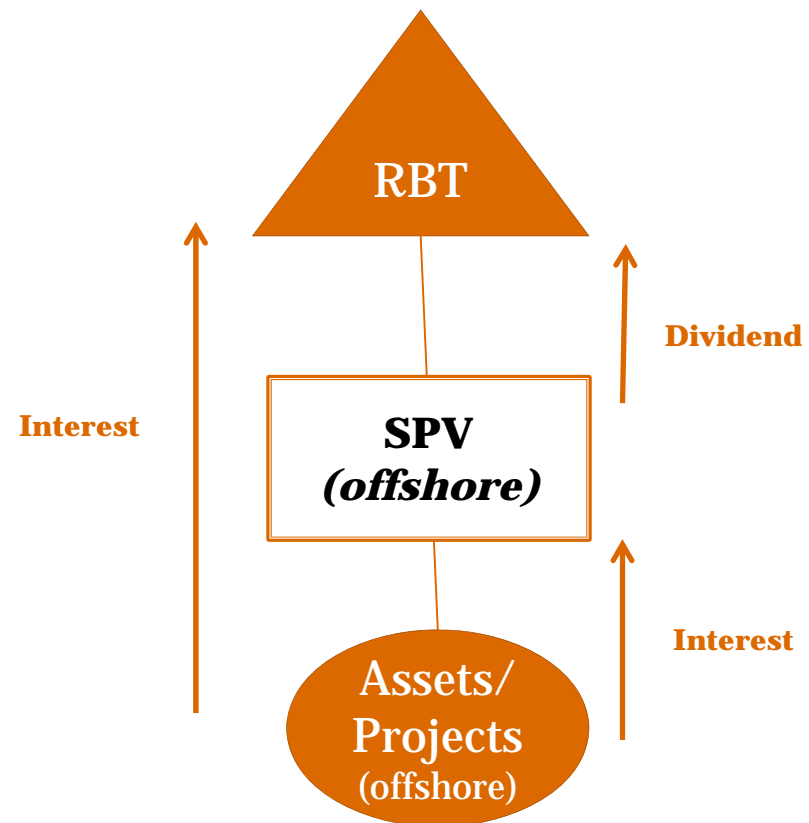 RBT
Dividend
Interest
SPV
(offshore)
Interest
Assets/
Projects
(offshore)